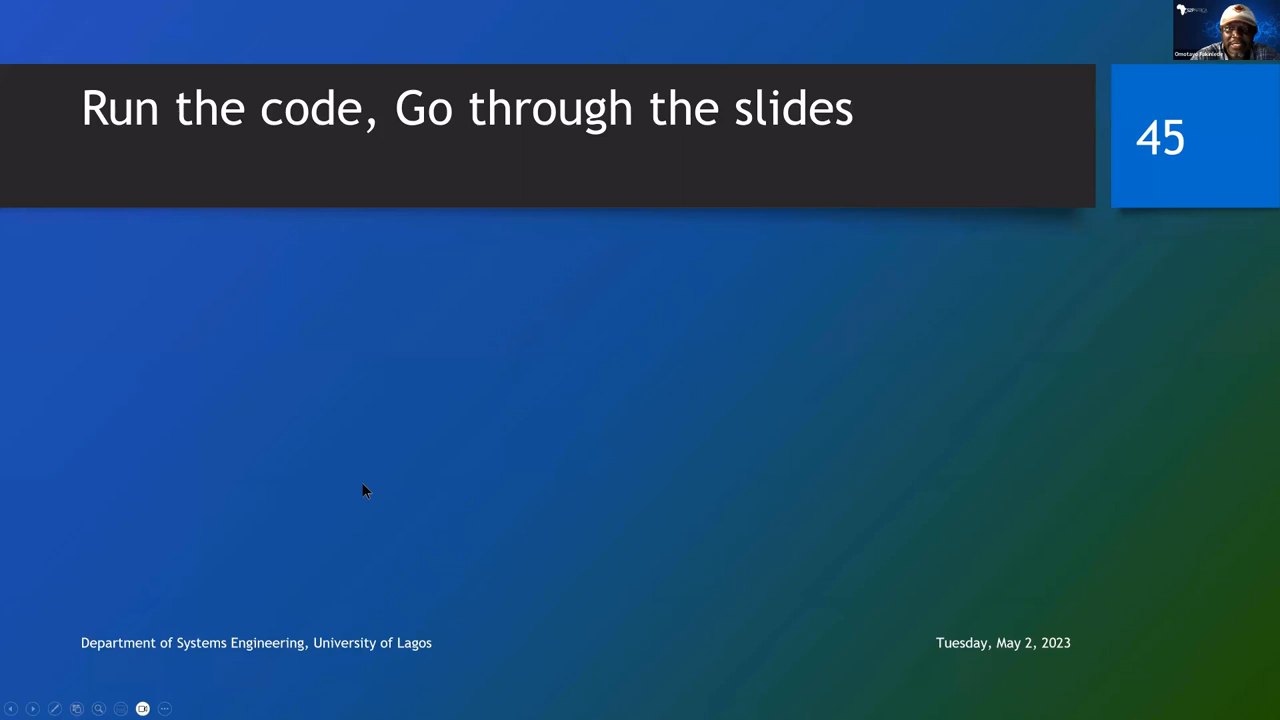 Run the code, Go through the slides
45
Department of Systems Engineering, University of Lagos
Tuesday, May 2, 2023